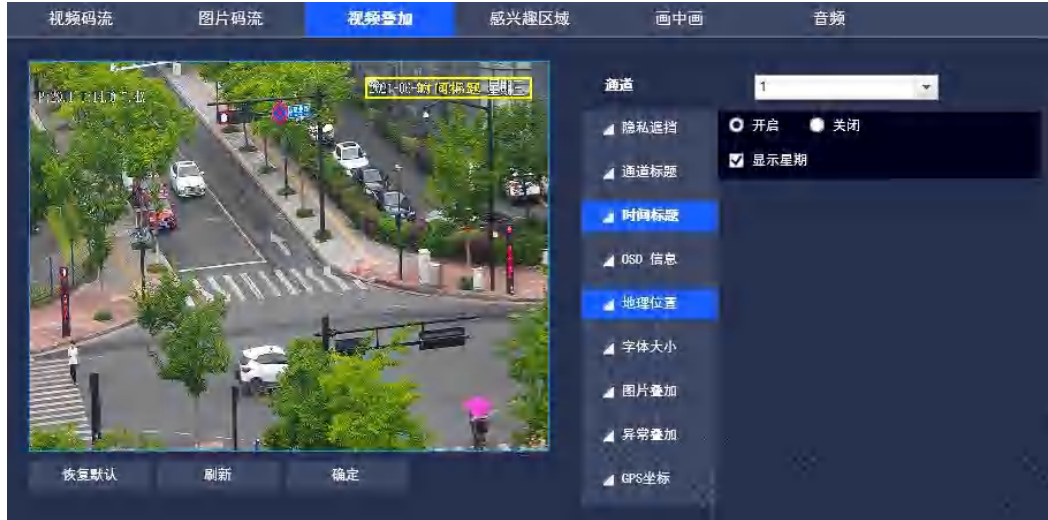 视频码流 图片码流 视频叠加 感兴趣区域 画中画 音频
通道 1
隐私遮挡
开启 关闭
显示星期
通道标题
时间标题
OSD 信息
地理位置
字体大小
图片叠加
异常叠加
GPS坐标
恢复默认 刷新 确定